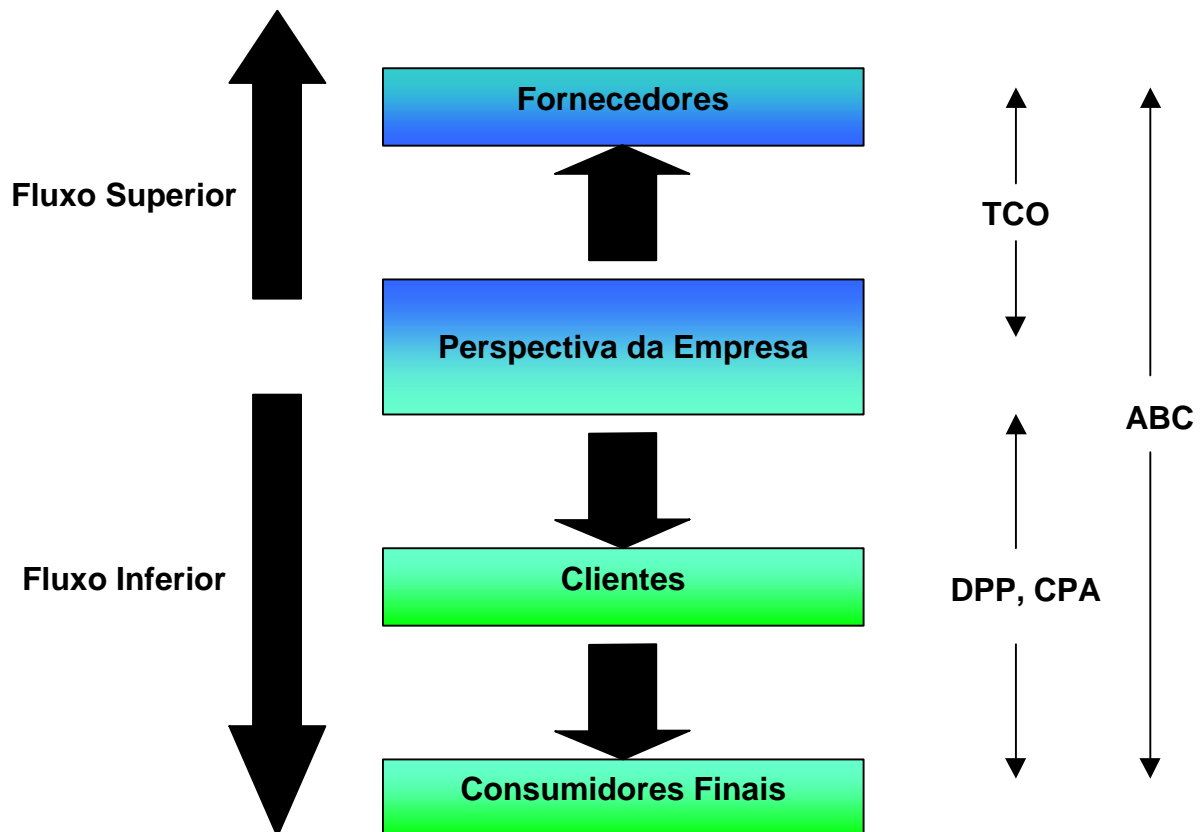 Fornecedores
Fluxo Superior
TCO
Perspectiva da Empresa
ABC
Fluxo Inferior
Clientes
DPP, CPA
Consumidores Finais